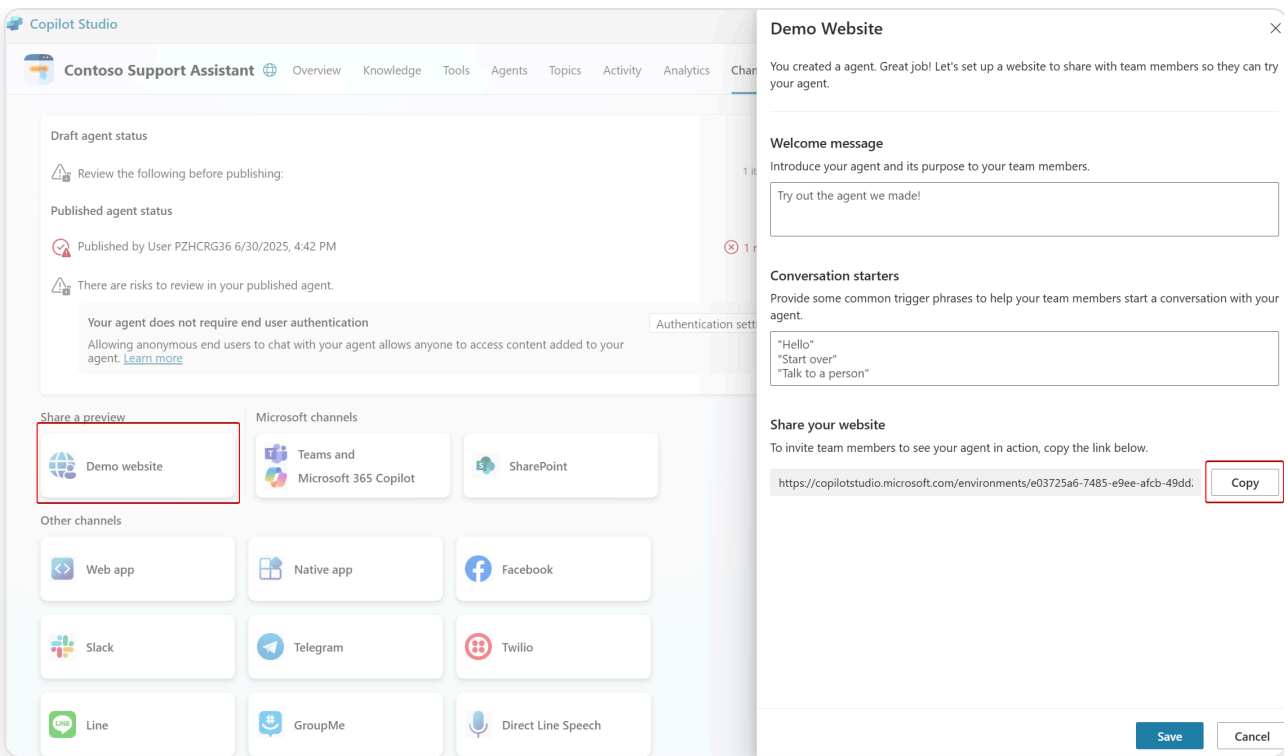 Copilot Studio
Contoso Support Assistant
Overview
Knowledge
Tools
Agents
Topics
Activity
Analytics
Draft agent status
Review the following before publishing:
Published agent status
Published by User PZHCRG36 6/30/2025, 4:42 PM
There are risks to review in your published agent.
Your agent does not require end user authentication
Allowing anonymous end users to chat with your agent allows anyone to access content added to your
agent. Learn more
Authentication
Share a preview
Demo website
Microsoft channels
Teams and
Microsoft 365 Copilot
SharePoint
Other channels
Web app
Native app
Facebook
Slack
Telegram
Twilio
LINE
Line
GroupMe
Direct Line Speech
Demo Website
You created a agent. Great job! Let's set up a website to share with team members so they can try
your agent.
Welcome message
Introduce your agent and its purpose to your team members.
Try out the agent we made!
Conversation starters
Provide some common trigger phrases to help your team members start a conversation with your
agent.
"Hello"
"Start over"
"Talk to a person"
Share your website
To invite team members to see your agent in action, copy the link below.
https://copilotstudio.microsoft.com/environments/e03725a6-7485-e9ee-afcb-49dd
Copy
Save
Cancel